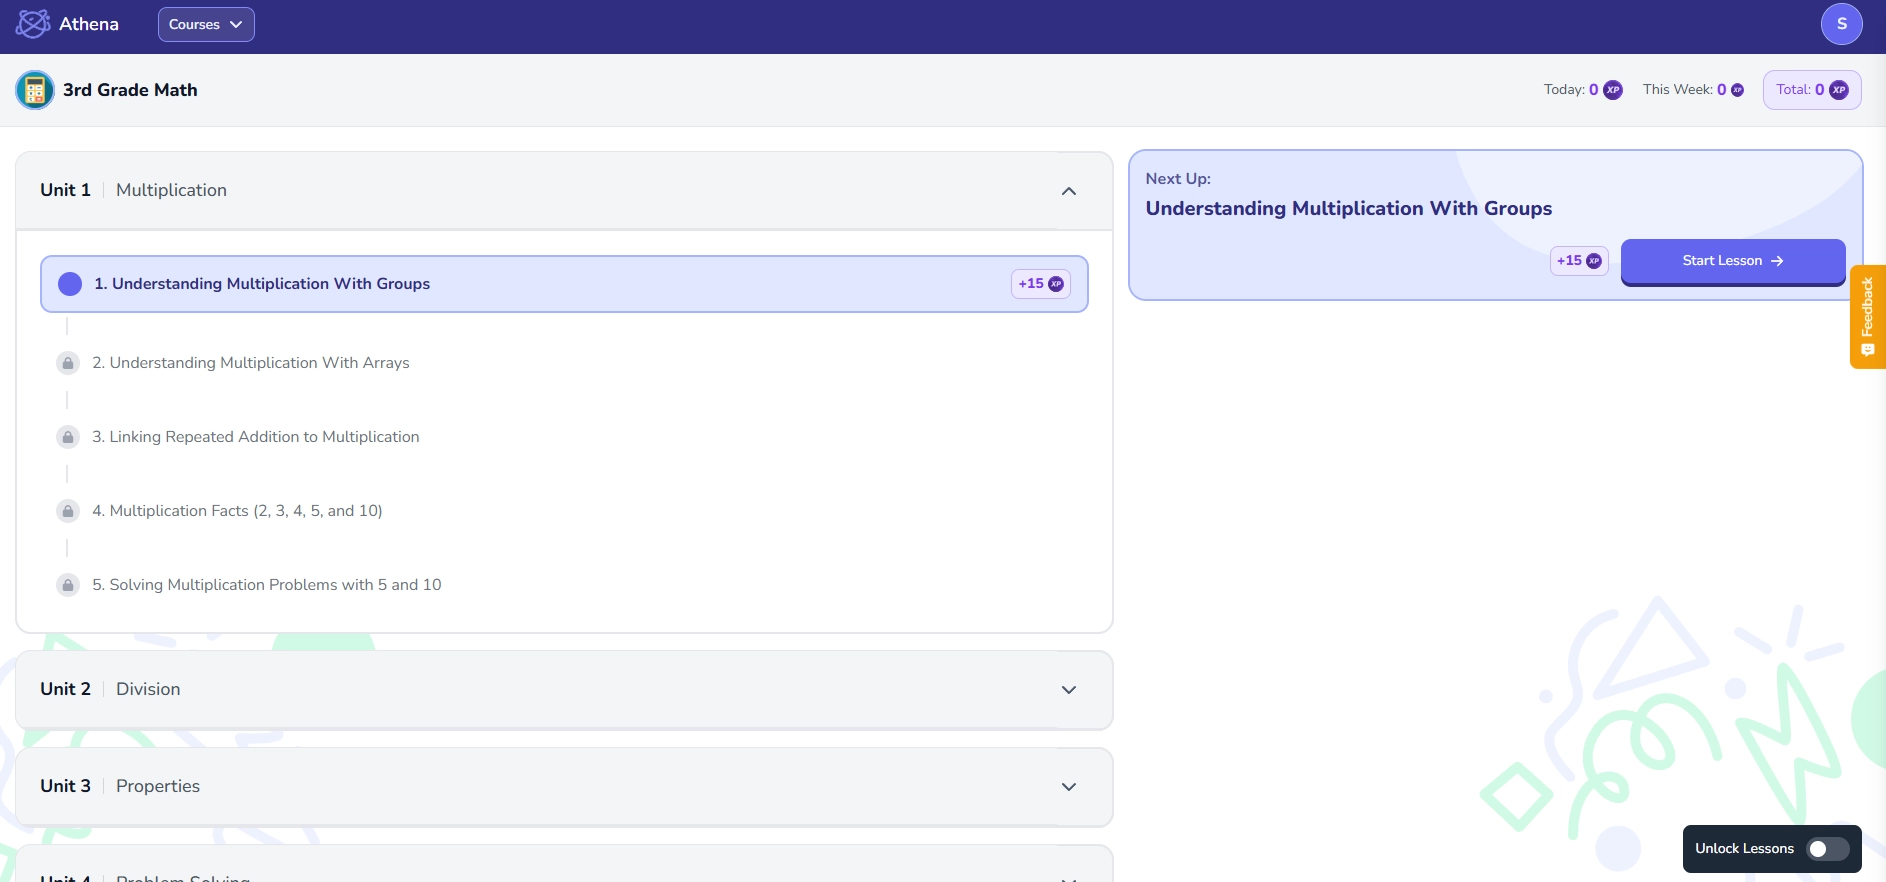 Athena
Courses
S
3rd Grade Math
Today: 0 XP
This Week: 0 XP
Total: 0 XP
Unit 1 Multiplication
1. Understanding Multiplication With Groups
+15 XP
2. Understanding Multiplication With Arrays
3. Linking Repeated Addition to Multiplication
4. Multiplication Facts (2, 3, 4, 5, and 10)
5. Solving Multiplication Problems with 5 and 10
Unit 2 Division
Unit 3 Properties
Unit 4 Problem Solving
Next Up:
Understanding Multiplication With Groups
+15 XP
Start Lesson
Feedback
Unlock Lessons